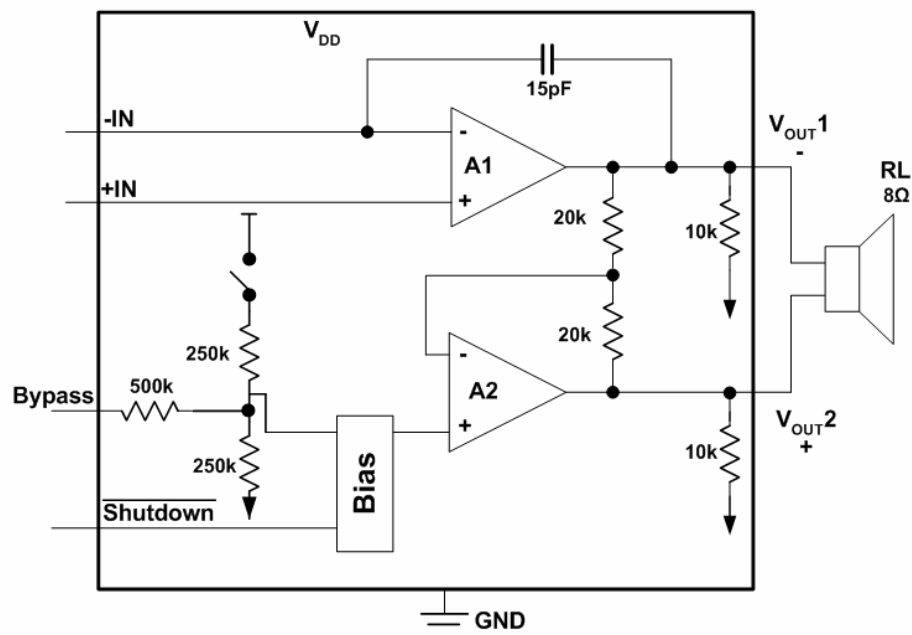 VDD
15pF
-IN
-
VOUT1
-
A1
RL
8Ω
+IN
+
20k
10k
20k
250k
-
A2
Bypass
500k
+
VOUT2
+
250k
Bias
10k
Shutdown
GND